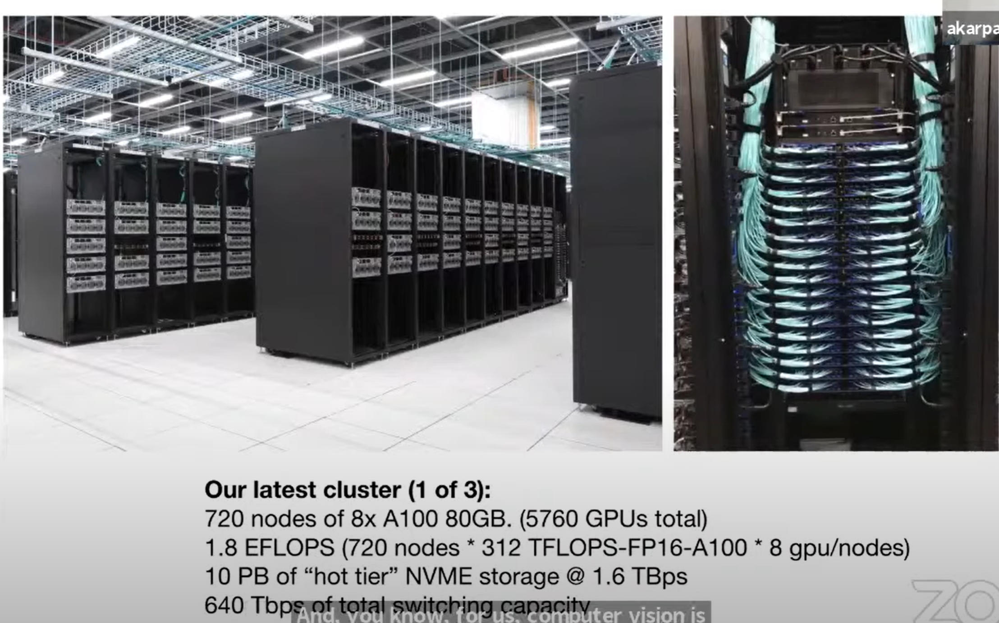 akarpa
Our latest cluster (1 of 3):
720 nodes of 8x A100 80GB. (5760 GPUs total)
1.8 EFLOPS (720 nodes * 312 TFLOPS-FP16-A100 * 8 gpu/nodes)
10 PB of “hot tier” NVME storage @ 1.6 TBps
640 Tbps of total switching capacity
And, you know, for us, computer vision is
ZO